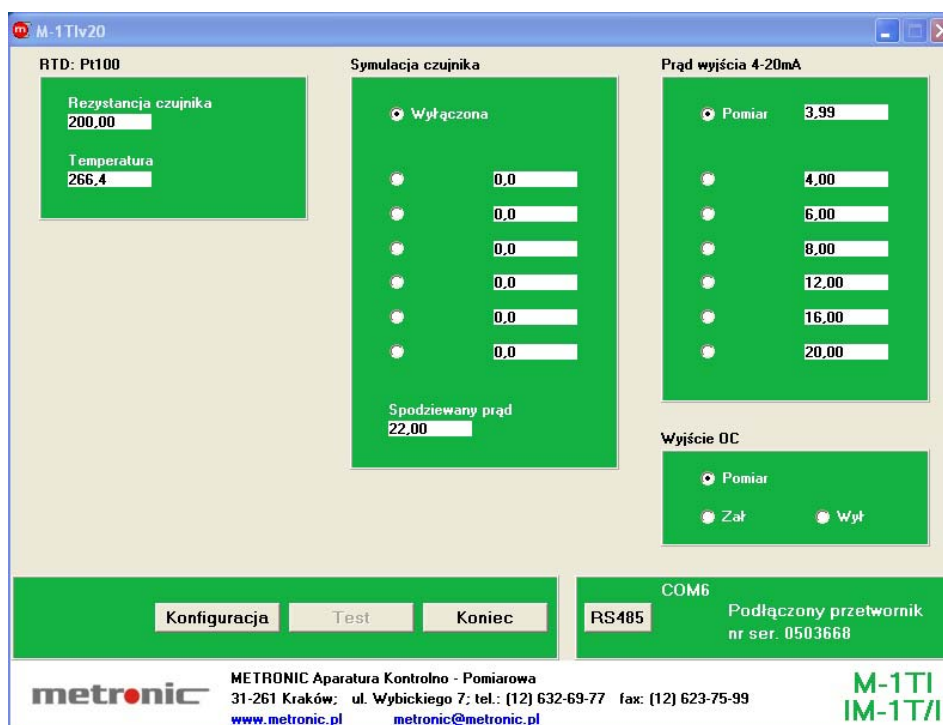 M-1TIv20
RTD: Pt100
Rezystancja czujnika
200,00
Temperatura
266,4
Symulacja czujnika
Wyłączona
0,0
0,0
0,0
0,0
0,0
0,0
Spodziewany prąd
22,00
Prąd wyjścia 4-20mA
Pomiar 3,99
4,00
6,00
8,00
12,00
16,00
20,00
Wyjście OC
Pomiar
Zał Wył
Konfiguracja Test Koniec
COM6
RS485
Podłączony przetwornik
nr ser. 0503668
metronic
METRONIC Aparatura Kontrolno - Pomiarowa
31-261 Kraków; ul. Wybickiego 7; tel.: (12) 632-69-77 fax: (12) 623-75-99
www.metronic.pl metronic@metronic.pl
M-1TI
IM-1T/I